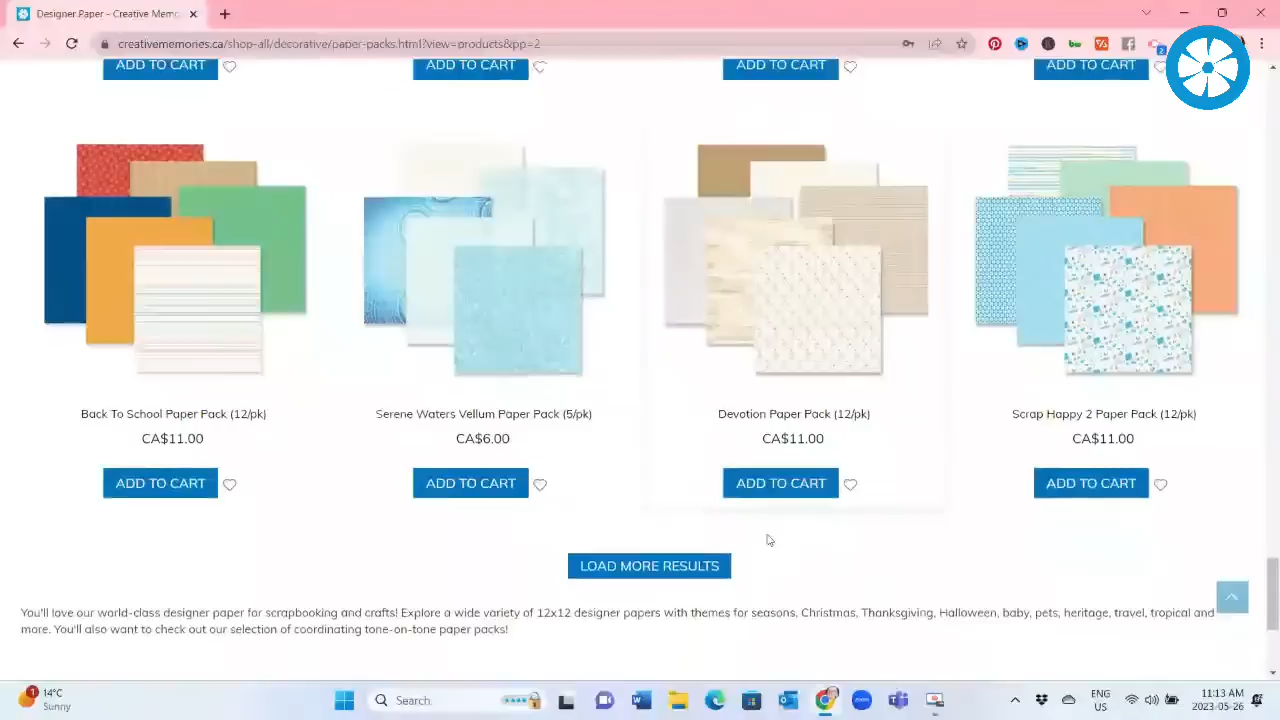 Designer Paper - Creative Mem
creativememories.ca/shop-all/decorative/paper-packs.html?view=products&pp=2
ADD TO CART
ADD TO CART
ADD TO CART
ADD TO CART
Back To School Paper Pack (12/pk)
Serene Waters Vellum Paper Pack (5/pk)
Devotion Paper Pack (12/pk)
Scrap Happy 2 Paper Pack (12/pk)
CA$11.00
CA$6.00
CA$11.00
CA$11.00
ADD TO CART
ADD TO CART
ADD TO CART
ADD TO CART
LOAD MORE RESULTS
You'll love our world-class designer paper for scrapbooking and crafts! Explore a wide variety of 12x12 designer papers with themes for seasons, Christmas, Thanksgiving, Halloween, baby, pets, heritage, travel, tropical and
more. You'll also want to check out our selection of coordinating tone-on-tone paper packs!
1
14°C
Sunny
Search
ENG
US
11:13 AM
2023-05-26